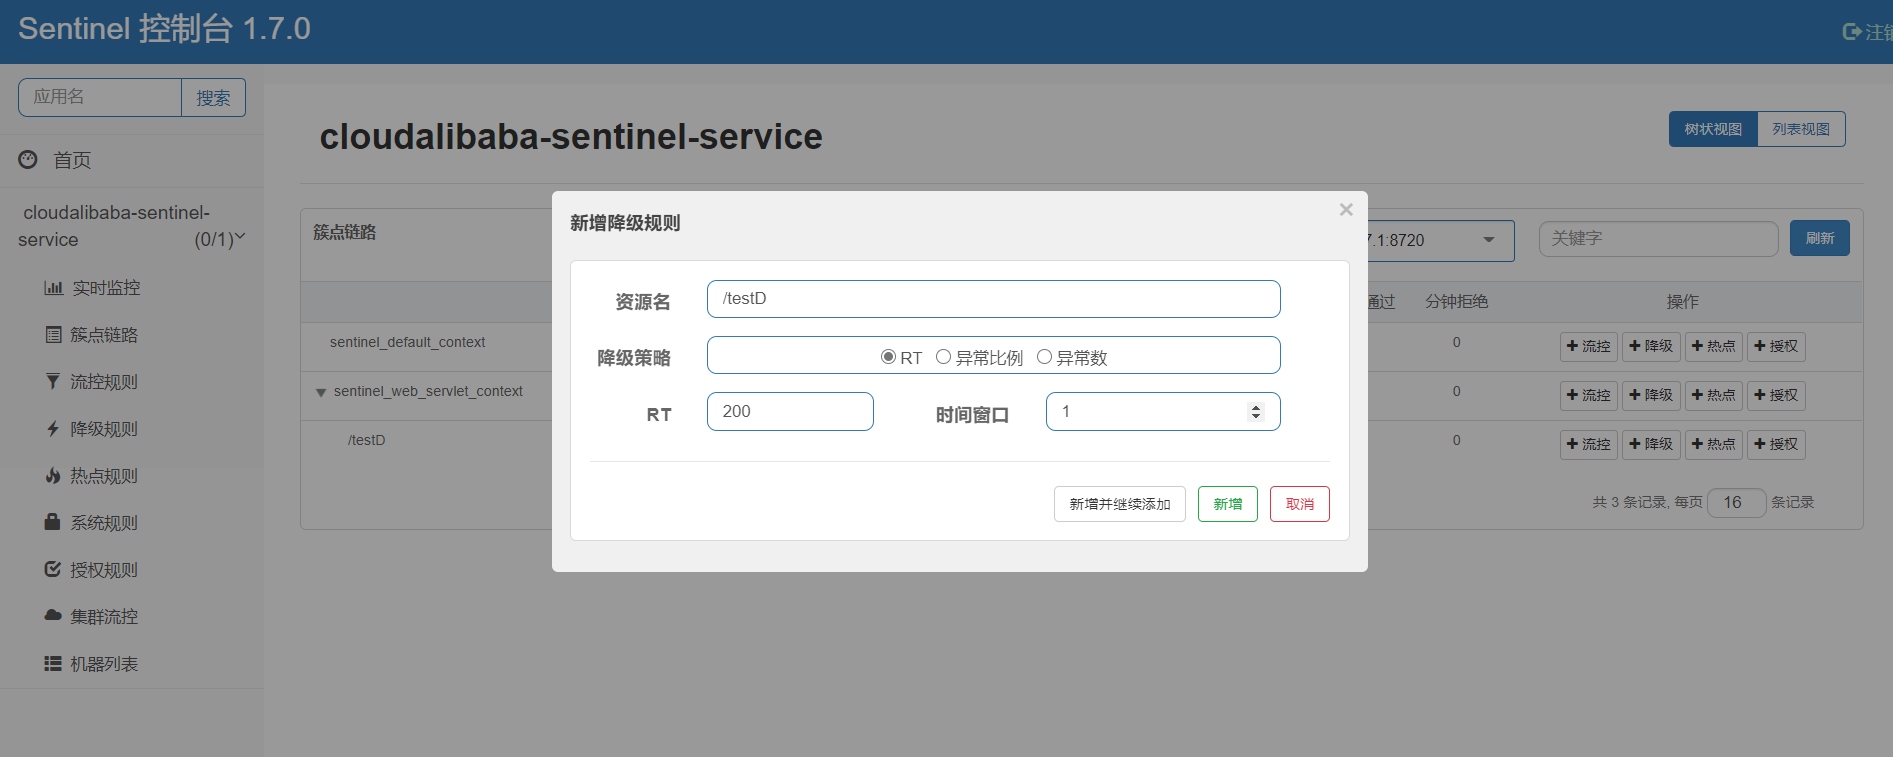 Sentinel 控制台 1.7.0
应用名 搜索
首页
cloudalibaba-sentinel-
service (0/1)
实时监控
簇点链路
流控规则
降级规则
热点规则
系统规则
授权规则
集群流控
机器列表
cloudalibaba-sentinel-service
树状视图 列表视图
簇点链路
7.1:8720
关键字 刷新
通过 分钟拒绝 操作
sentinel_default_context 0 流控 降级 热点 授权
sentinel_web_servlet_context 0 流控 降级 热点 授权
/testD 0 流控 降级 热点 授权
共 3 条记录, 每页 16 条记录
新增降级规则 ×
资源名 /testD
降级策略 RT 异常比例 异常数
RT 200 时间窗口 1
新增并继续添加 新增 取消